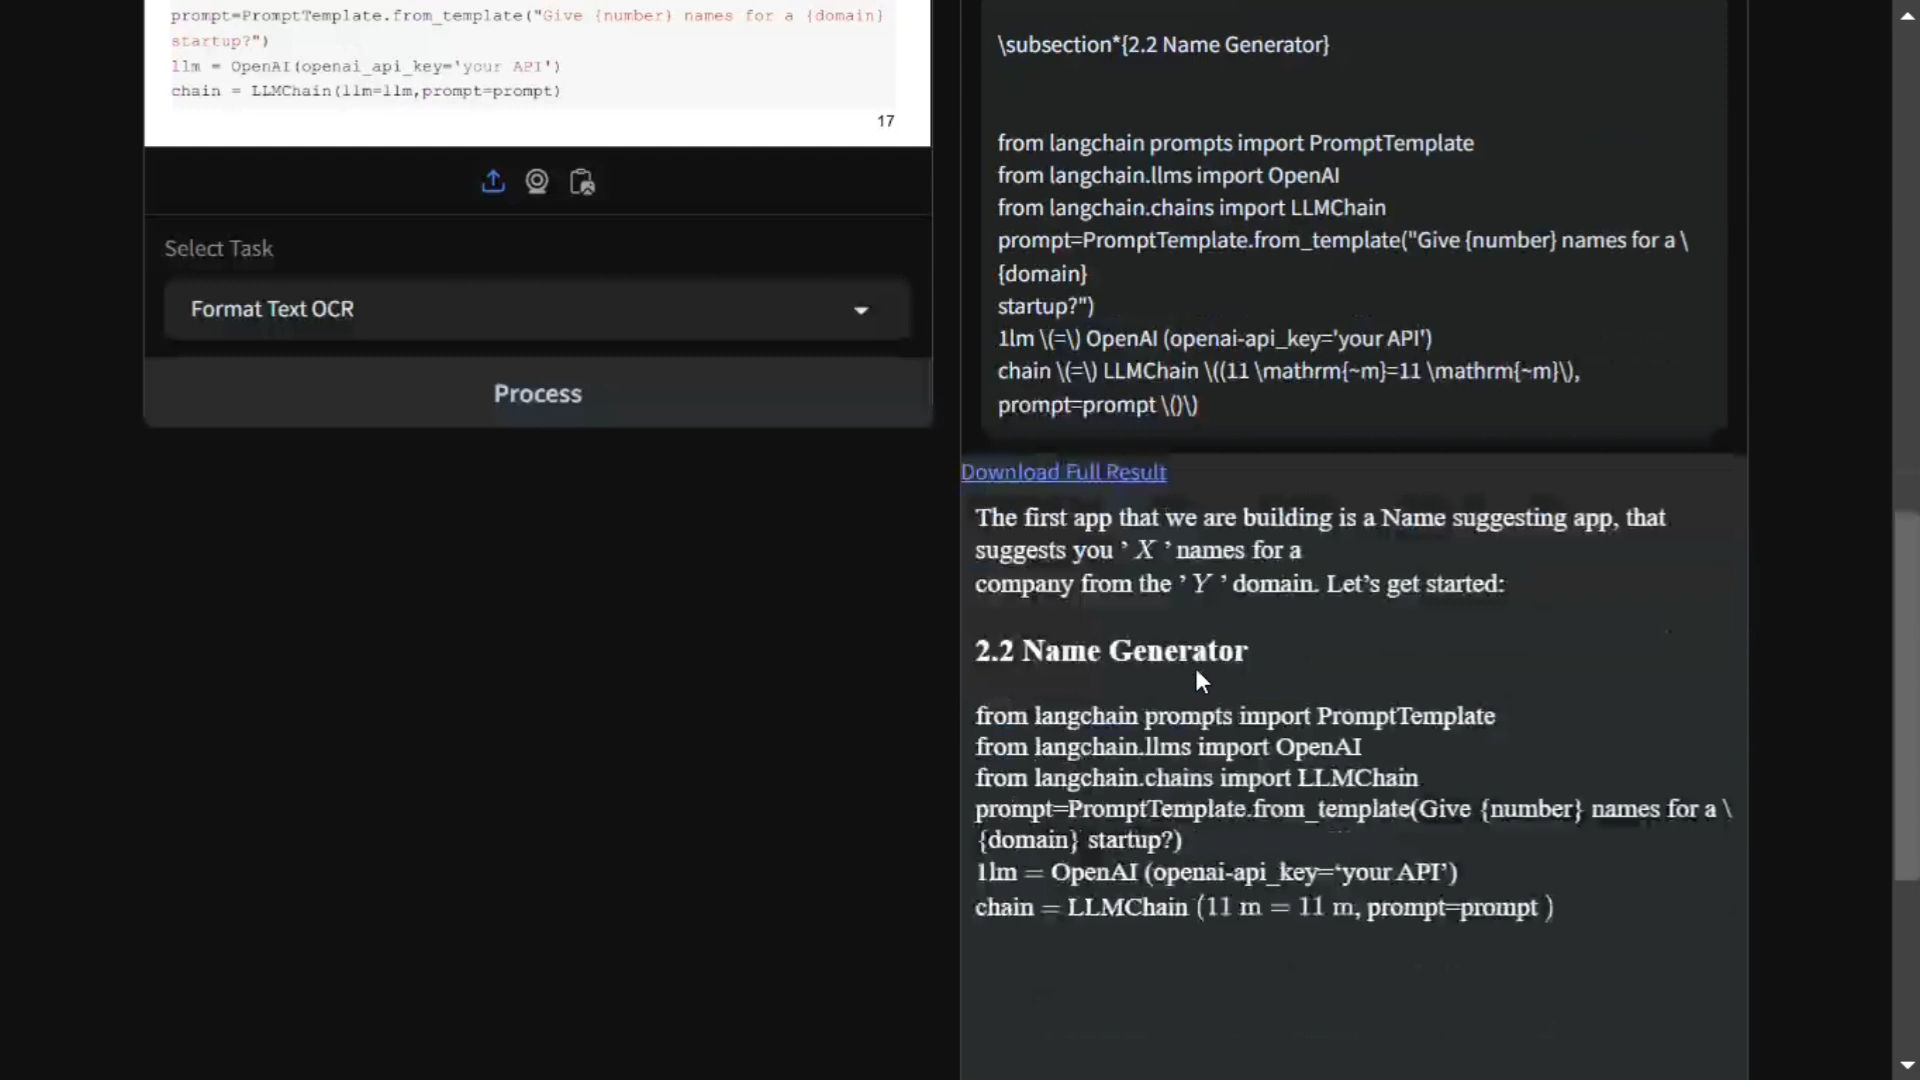 prompt=PromptTemplate.from_template("Give {number} names for a {domain}
startup?")
llm = OpenAI(openai_api_key='your API')
chain = LLMChain(llm=llm,prompt=prompt)
17
Select Task
Format Text OCR
Process
\subsection*{2.2 Name Generator}
from langchain prompts import PromptTemplate
from langchain.llms import OpenAI
from langchain.chains import LLMChain
prompt=PromptTemplate.from_template("Give {number} names for a \
{domain}
startup?")
1lm \(=\) OpenAI (openai-api_key='your API')
chain \(=\) LLMChain \((11 \mathrm{~m}=11 \mathrm{~m}\),
prompt=prompt \()\)
Download Full Result
The first app that we are building is a Name suggesting app, that
suggests you ’ X ’ names for a
company from the ’ Y ’ domain. Let’s get started:
2.2 Name Generator
from langchain prompts import PromptTemplate
from langchain.llms import OpenAI
from langchain.chains import LLMChain
prompt=PromptTemplate.from_template(Give {number} names for a \
{domain} startup?)
1lm = OpenAI (openai-api_key=‘your API’)
chain = LLMChain (11 m = 11 m, prompt=prompt )